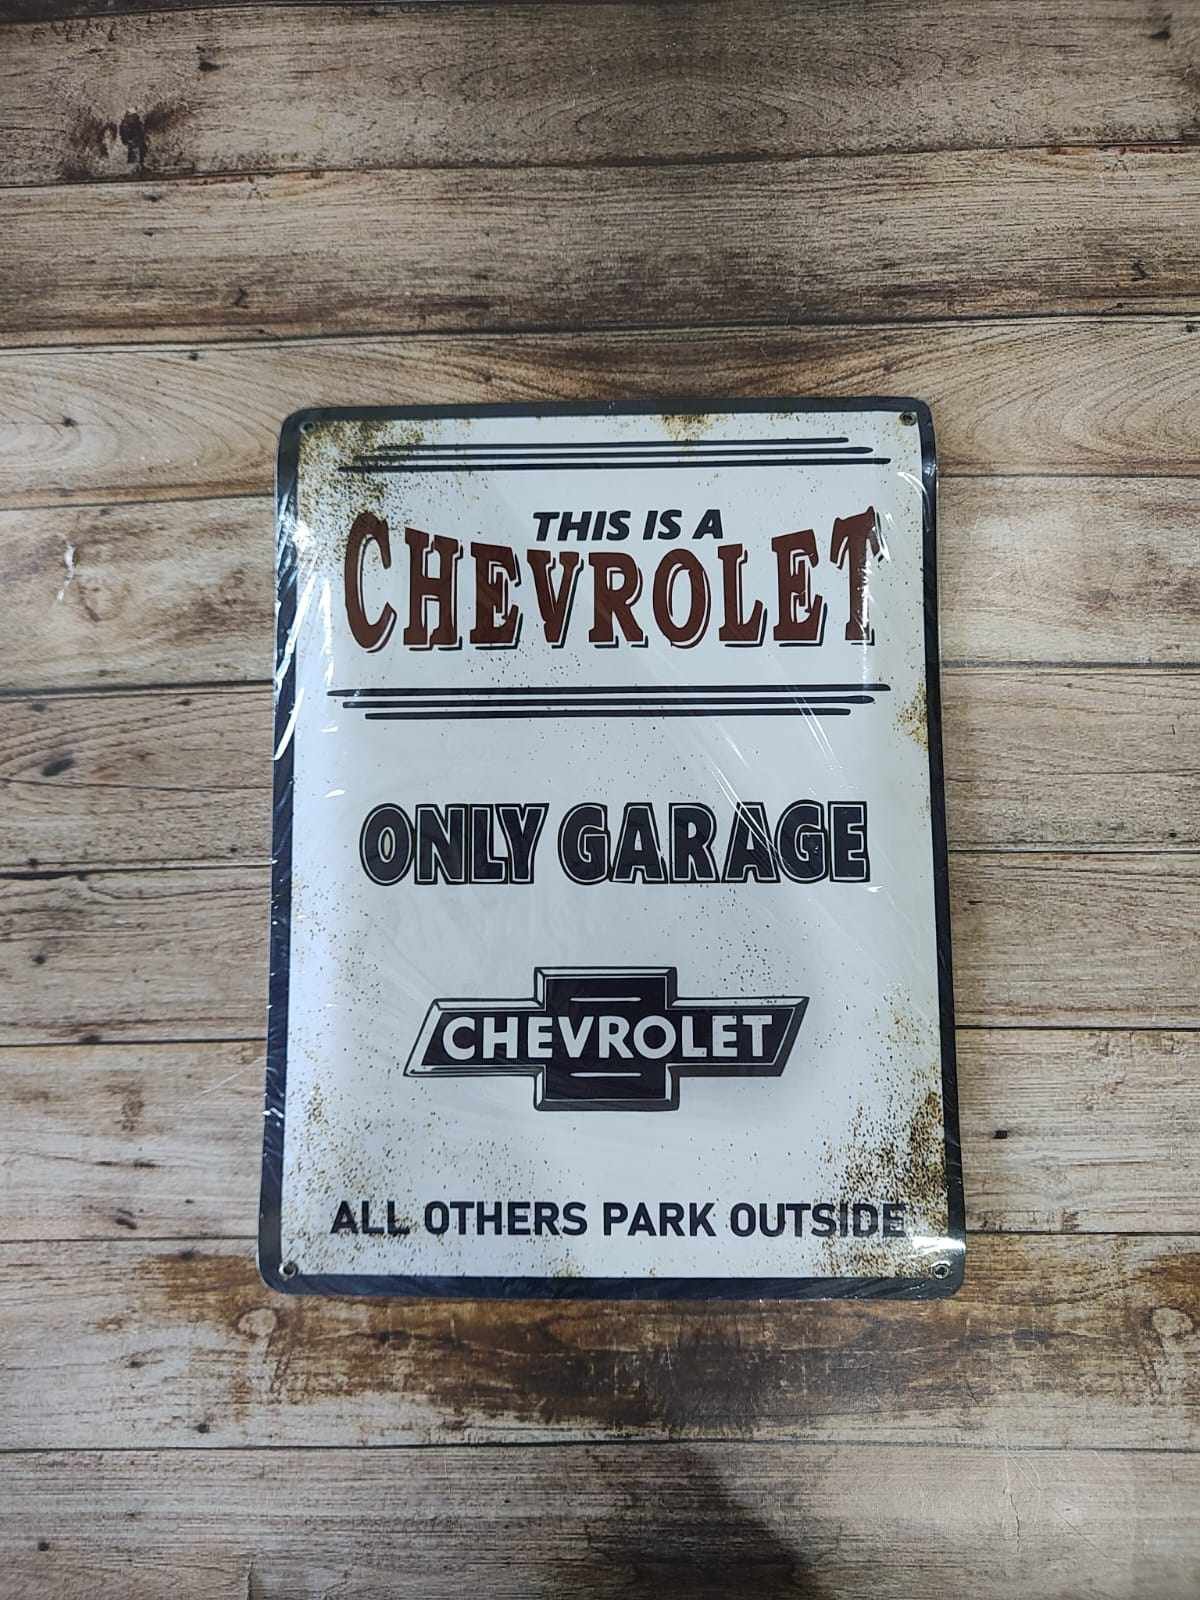 THIS IS A
CHEVROLET
ONLY GARAGE
CHEVROLET
ALL OTHERS PARK OUTSIDE